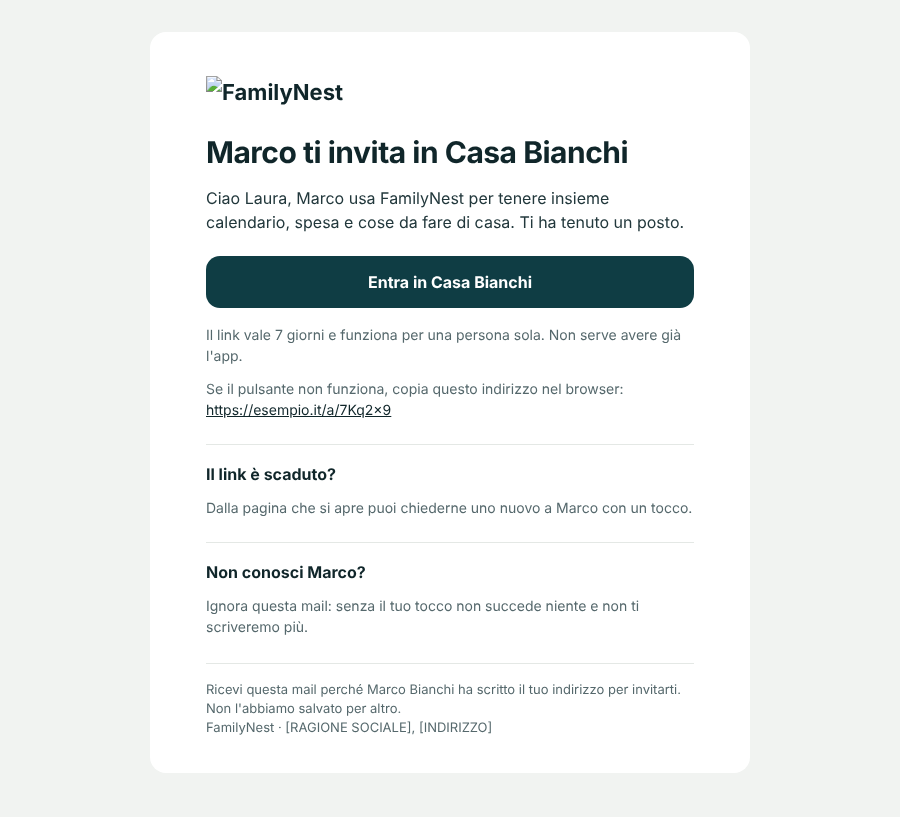 FamilyNest
Marco ti invita in Casa Bianchi
Ciao Laura, Marco usa FamilyNest per tenere insieme
calendario, spesa e cose da fare di casa. Ti ha tenuto un posto.
Entra in Casa Bianchi
Il link vale 7 giorni e funziona per una persona sola. Non serve avere già
l'app.
Se il pulsante non funziona, copia questo indirizzo nel browser:
https://esempio.it/a/7Kq2×9
Il link è scaduto?
Dalla pagina che si apre puoi chiederne uno nuovo a Marco con un tocco.
Non conosci Marco?
Ignora questa mail: senza il tuo tocco non succede niente e non ti
scriveremo più.
Ricevi questa mail perché Marco Bianchi ha scritto il tuo indirizzo per invitarti.
Non l'abbiamo salvato per altro.
FamilyNest · [RAGIONE SOCIALE], [INDIRIZZO]